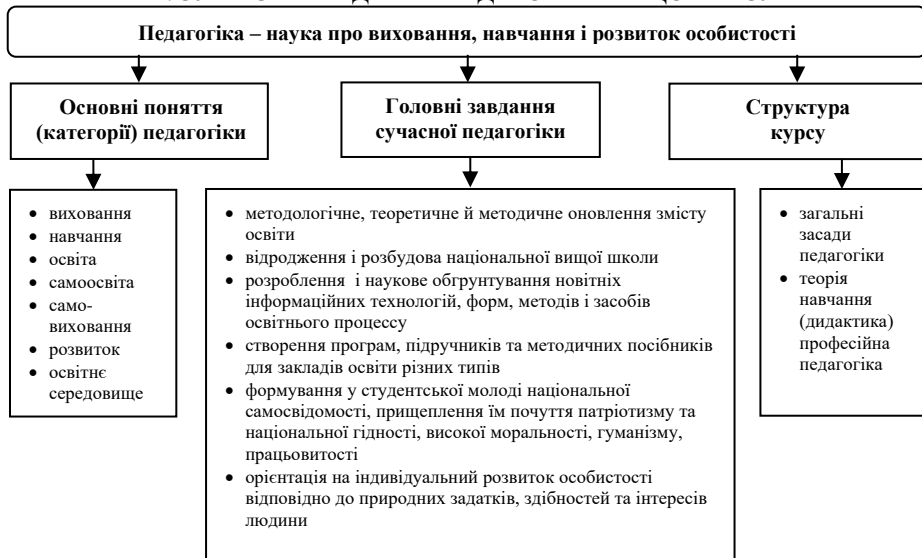 Педагогіка – наука про виховання, навчання і розвиток особистості
Основні поняття
(категорії) педагогіки
Головні завдання
сучасної педагогіки
Структура
курсу
• виховання
• навчання
• освіта
• самоосвіта
• само-
виховання
• розвиток
• освітнє
середовище
• методологічне, теоретичне й методичне оновлення змісту
освіти
• відродження і розбудова національної вищої школи
• розроблення і наукове обгрунтування новітніх
інформаційних технологій, форм, методів і засобів
освітнього процессу
• створення програм, підручників та методичних посібників
для закладів освіти різних типів
• формування у студентської молоді національної
самосвідомості, прищеплення їм почуття патріотизму та
національної гідності, високої моральності, гуманізму,
працьовитості
• орієнтація на індивідуальний розвиток особистості
відповідно до природних задатків, здібностей та інтересів
людини
• загальні
засади
педагогіки
• теорія
навчання
(дидактика)
професійна
педагогіка